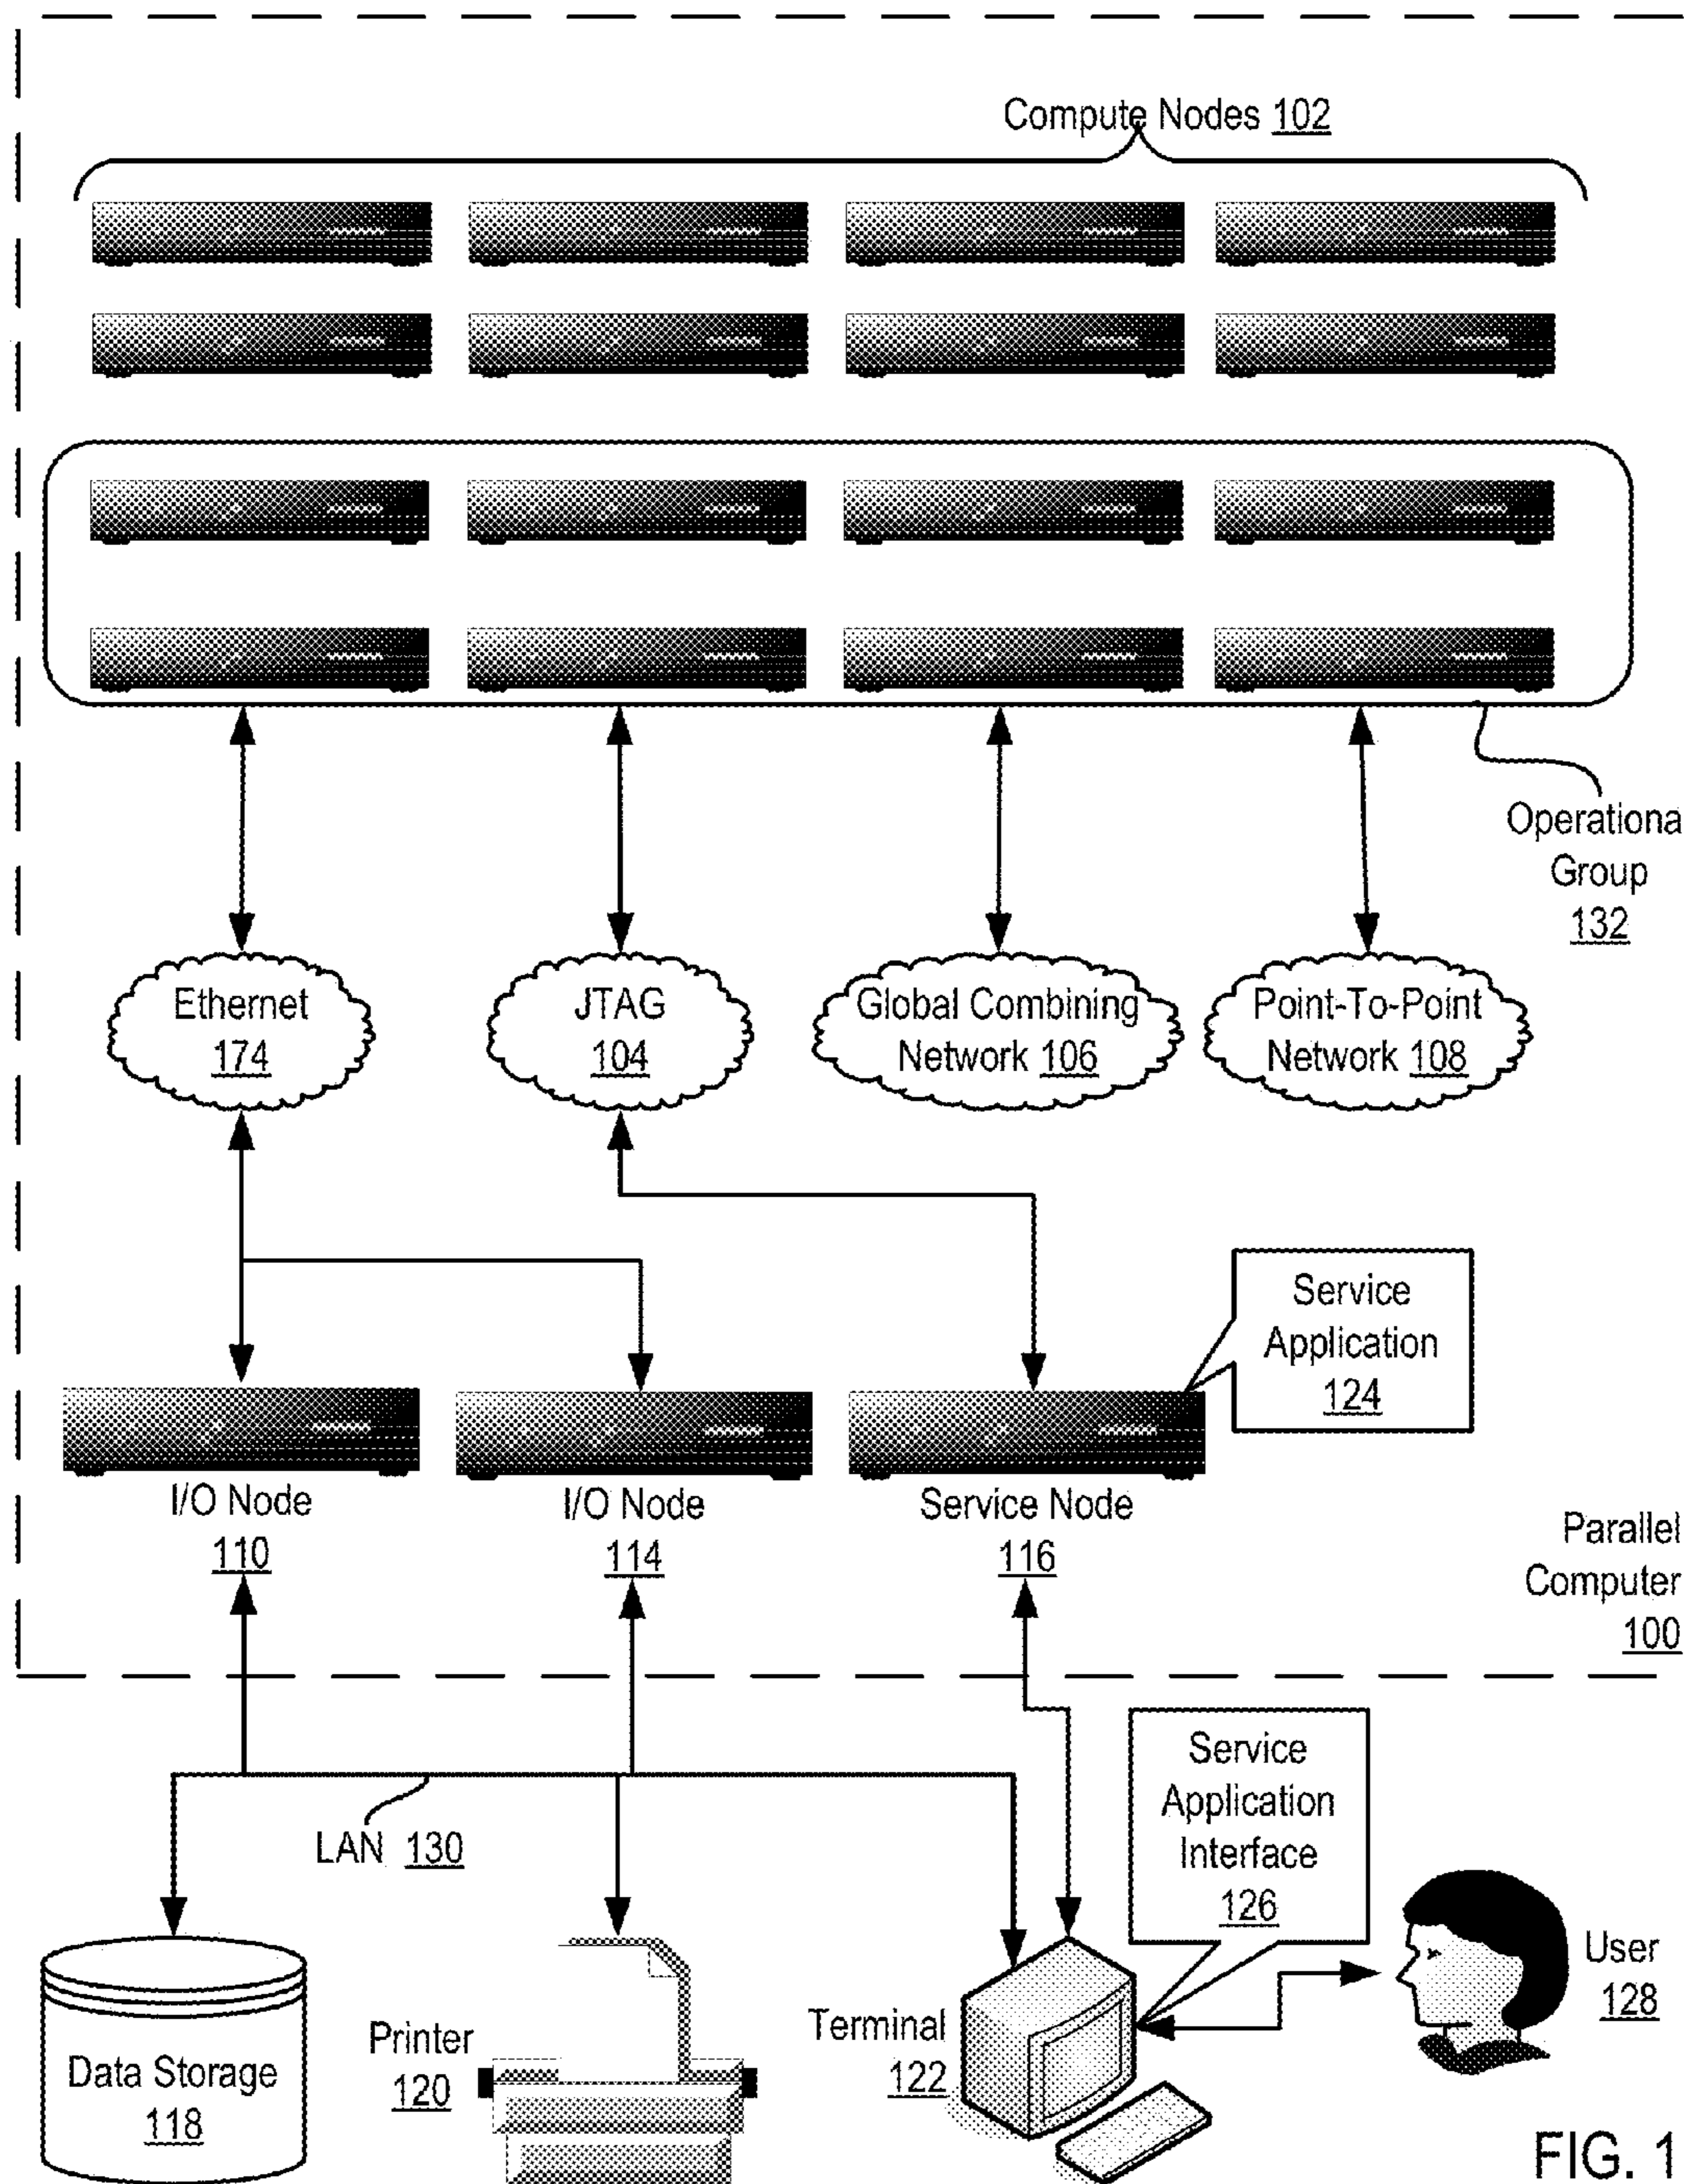 Compute Nodes 102
Operationa
Group
132
Ethernet
174
JTAG
104
Global Combining
Network 106
Point-To-Point
Network 108
Service
Application
124
I/O Node
110
I/O Node
114
Service Node
116
Parallel
Computer
100
LAN 130
Service
Application
Interface
126
Data Storage
118
Printer
120
Terminal
122
User
128
FIG. 1